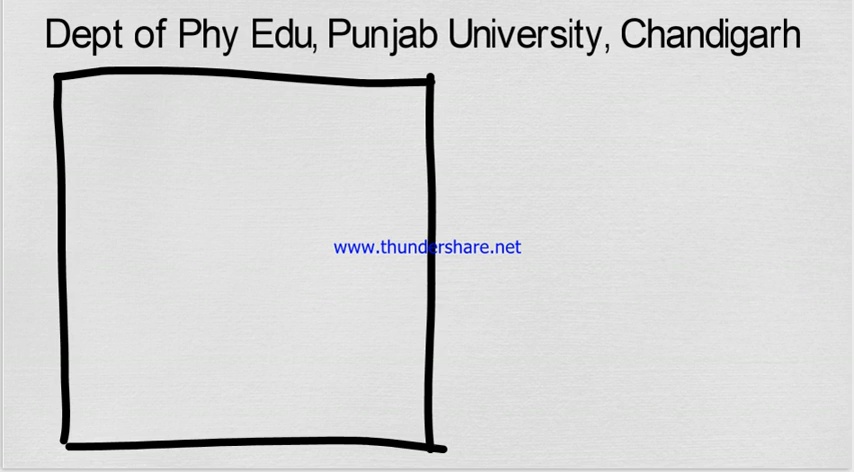 Dept of Phy Edu, Punjab University, Chandigarh
www.thundershare.net